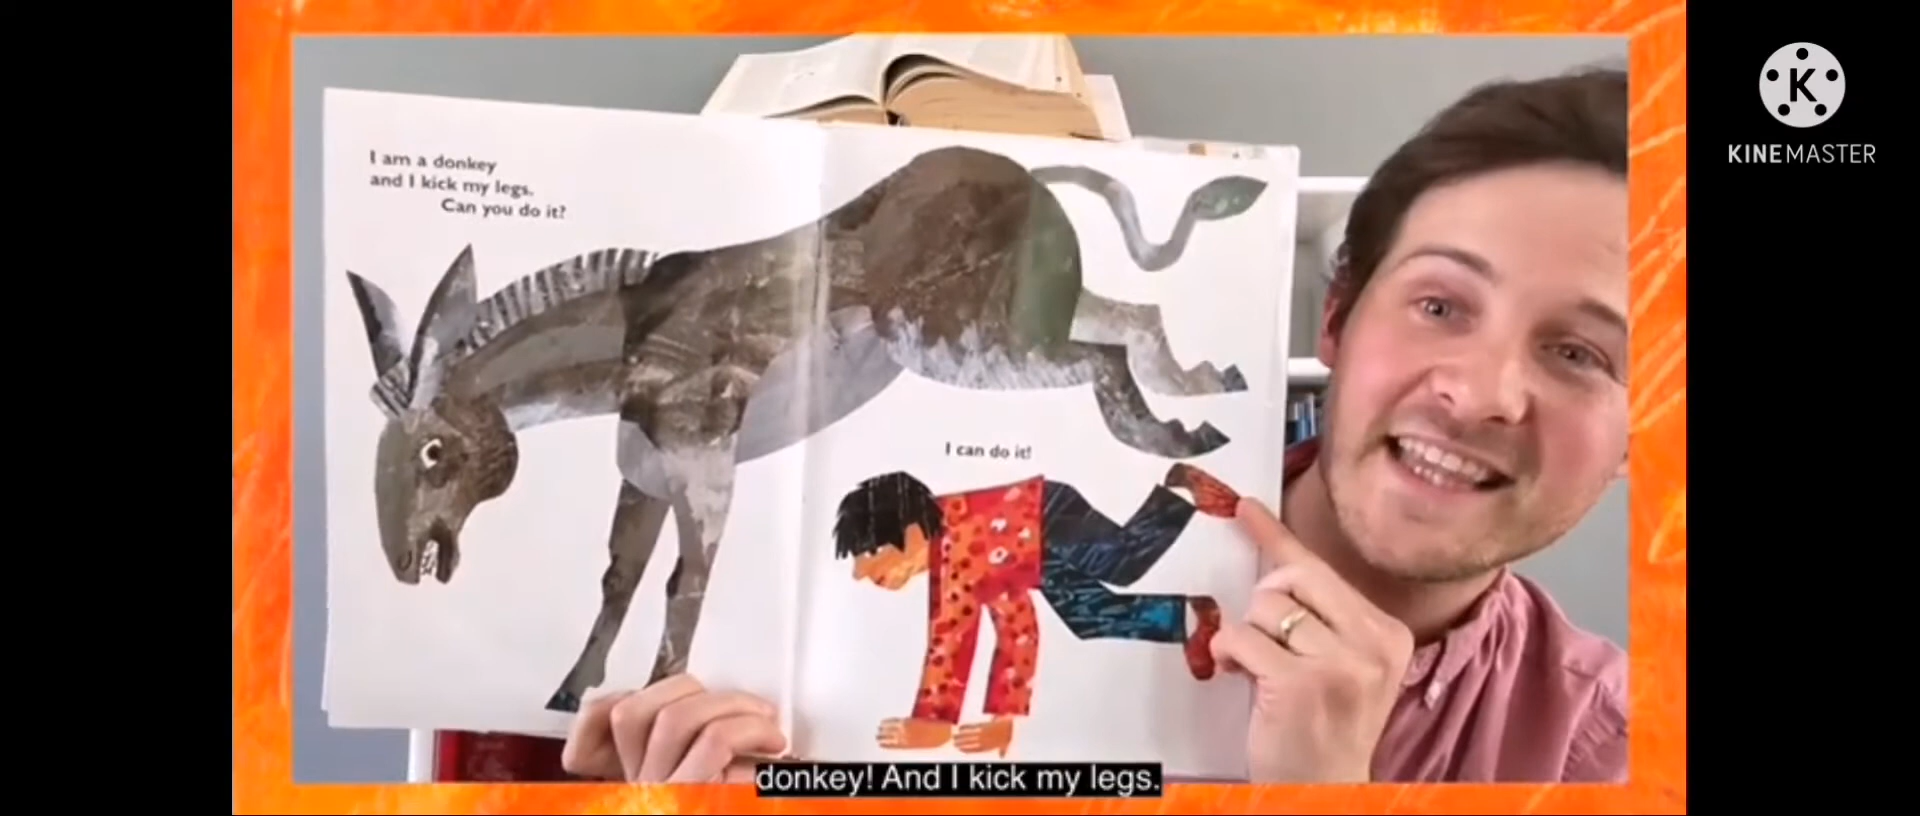 I am a donkey
and I kick my legs.
Can you do it?
I can do it!
donkey! And I kick my legs.
K
KINEMASTER